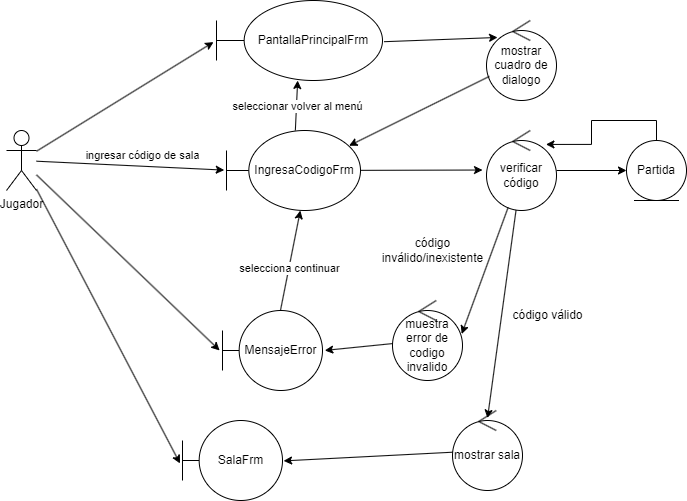 PantallaPrincipalFrm
mostrar
cuadro de
dialogo
seleccionar volver al menú
ingresar código de sala
IngresaCodigoFrm
verificar
código
Partida
Jugador
código
inválido/inexistente
selecciona continuar
código válido
MensajeError
muestra
error de
codigo
invalido
SalaFrm
mostrar sala